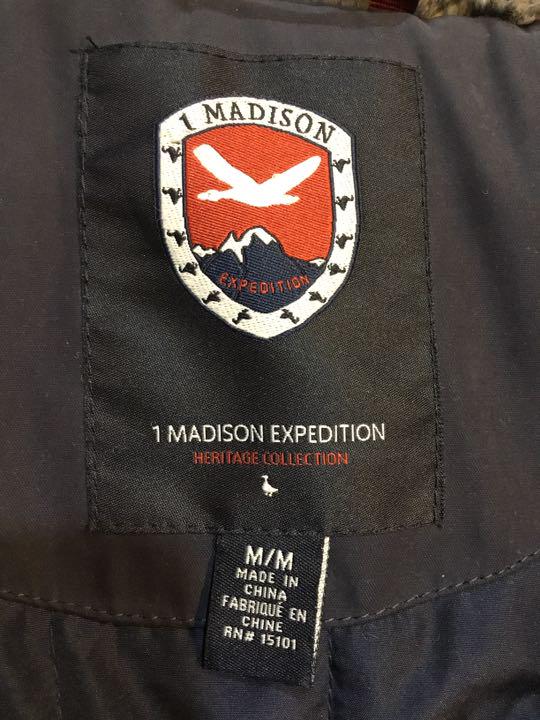 1 MADISON
EXPEDITION
1 MADISON EXPEDITION
HERITAGE COLLECTION
M/M
MADE IN
CHINA
FABRIQUÉ EN
CHINE
RN# 15101